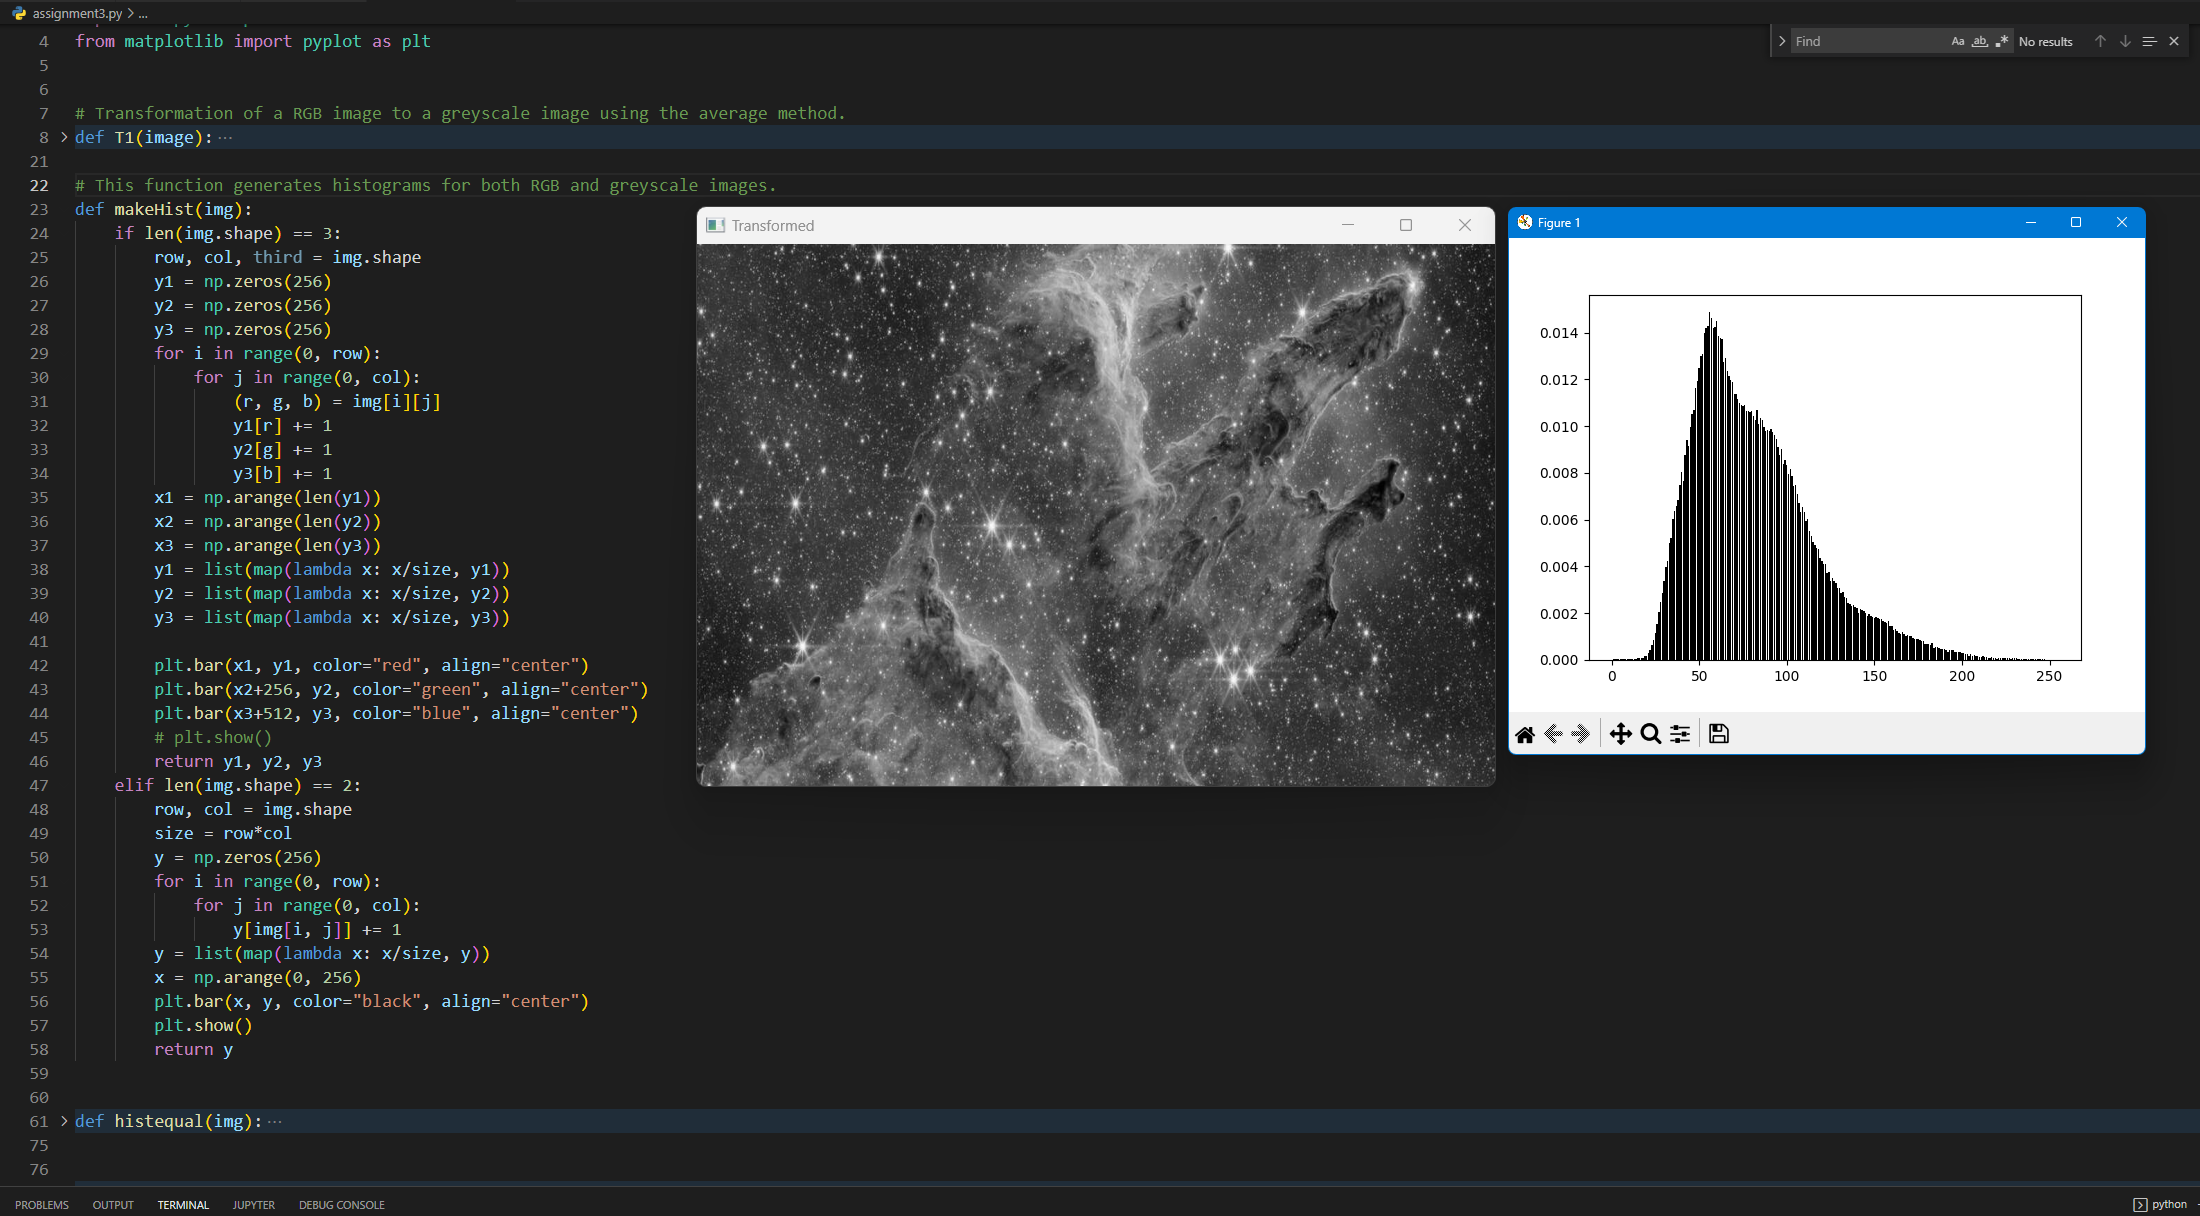 assignment3.py > ...
4 from matplotlib import pyplot as plt
5
6
7 # Transformation of a RGB image to a greyscale image using the average method.
8 def T1(image): ···
21
22 # This function generates histograms for both RGB and greyscale images.
23 def makeHist(img):
24 if len(img.shape) == 3:
25 row, col, third = img.shape
26 y1 = np.zeros(256)
27 y2 = np.zeros(256)
28 y3 = np.zeros(256)
29 for i in range(0, row):
30 for j in range(0, col):
31 (r, g, b) = img[i][j]
32 y1[r] += 1
33 y2[g] += 1
34 y3[b] += 1
35 x1 = np.arange(len(y1))
36 x2 = np.arange(len(y2))
37 x3 = np.arange(len(y3))
38 y1 = list(map(lambda x: x/size, y1))
39 y2 = list(map(lambda x: x/size, y2))
40 y3 = list(map(lambda x: x/size, y3))
41
42 plt.bar(x1, y1, color="red", align="center")
43 plt.bar(x2+256, y2, color="green", align="center")
44 plt.bar(x3+512, y3, color="blue", align="center")
45 # plt.show()
46 return y1, y2, y3
47 elif len(img.shape) == 2:
48 row, col = img.shape
49 size = row*col
50 y = np.zeros(256)
51 for i in range(0, row):
52 for j in range(0, col):
53 y[img[i, j]] += 1
54 y = list(map(lambda x: x/size, y))
55 x = np.arange(0, 256)
56 plt.bar(x, y, color="black", align="center")
57 plt.show()
58 return y
59
60
61 def histequal(img): ···
75
76
Find Aa ab .* No results
Transformed
Figure 1
0.014
0.012
0.010
0.008
0.006
0.004
0.002
0.000
0 50 100 150 200 250
PROBLEMS OUTPUT TERMINAL JUPYTER DEBUG CONSOLE
python